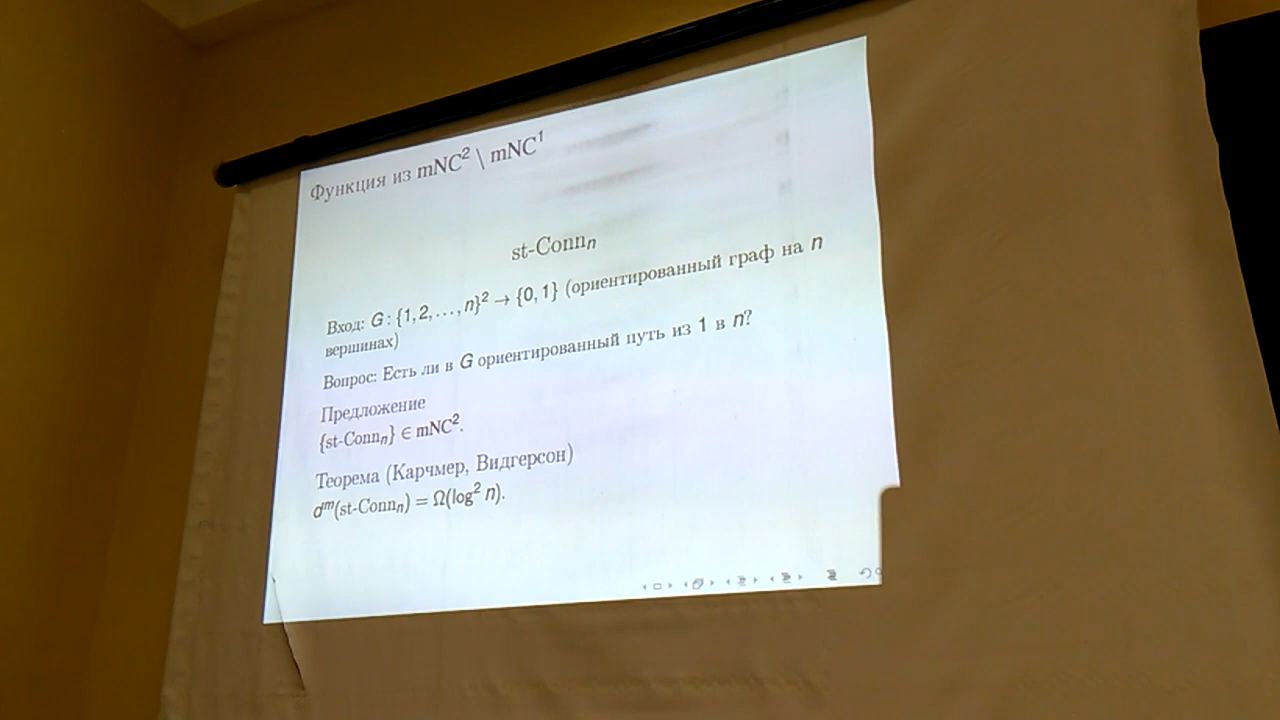 Функция из mNC² \ mNC¹
st-Connₙ
Вход: G : {1, 2, …, n}² → {0, 1} (ориентированный граф на n
вершинах)
Вопрос: Есть ли в G ориентированный путь из 1 в n?
Предложение
{st-Connₙ} ∈ mNC².
Теорема (Карчмер, Видгерсон)
dᵐ(st-Connₙ) = Ω(log² n).